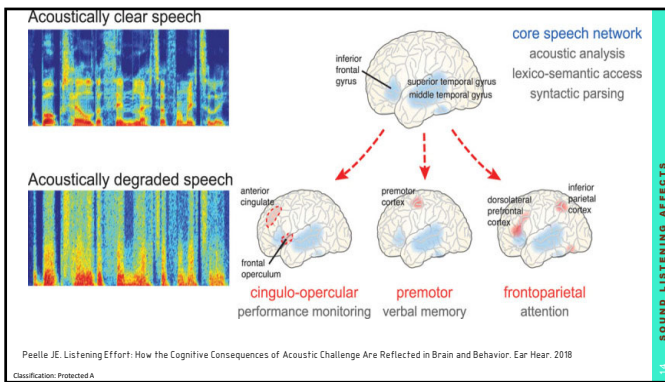 Acoustically clear speech
core speech network
acoustic analysis
lexico-semantic access
syntactic parsing
inferior
frontal
gyrus
superior temporal gyrus
middle temporal gyrus
Acoustically degraded speech
anterior
cingulate
frontal
operculum
cingulo-opercular
performance monitoring
premotor
cortex
premotor
verbal memory
dorsolateral
prefrontal
cortex
inferior
parietal
cortex
frontoparietal
attention
Peelle JE. Listening Effort: How the Cognitive Consequences of Acoustic Challenge Are Reflected in Brain and Behavior. Ear Hear. 2018
Classification: Protected A
SOUND LISTENING AFFECTS
14